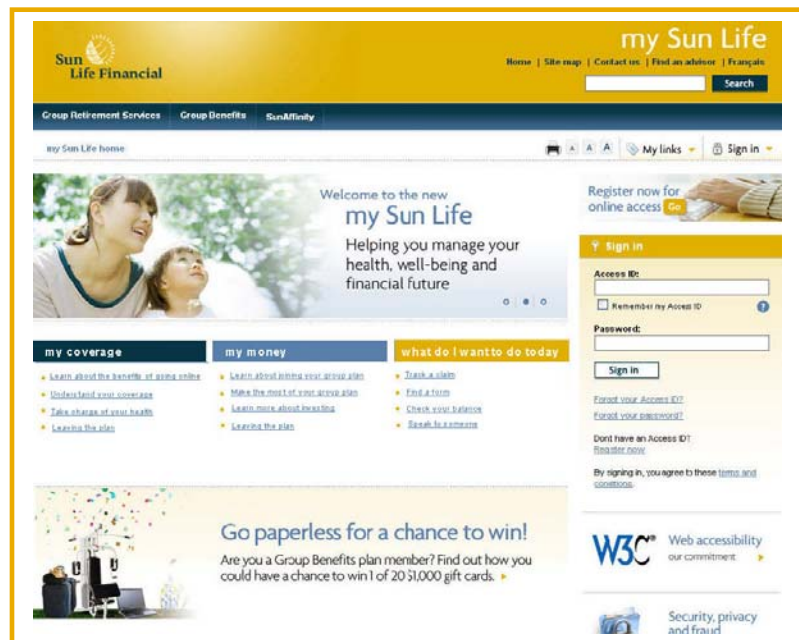 my Sun Life
Sun
Life Financial
Home | Site map | Contact us | Find an advisor | Français
Search
Group Retirement Services Group Benefits SunAffinity
my Sun Life home
A A A My links Sign in
Welcome to the new
my Sun Life
Helping you manage your
health, well-being and
financial future
Register now for
online access Go
Sign in
Access ID:
Remember my Access ID ?
Password:
Sign in
Forgot your Access ID?
Forgot your password?
Dont have an Access ID?
Register now
By signing in, you agree to these terms and
conditions.
my coverage
Learn about the benefits of going online
Understand your coverage
Take charge of your health
Leaving the plan
my money
Learn about joining your group plan
Make the most of your group plan
Learn more about investing
Leaving the plan
what do I want to do today
Track a claim
Find a form
Check your balance
Speak to someone
Go paperless for a chance to win!
Are you a Group Benefits plan member? Find out how you
could have a chance to win 1 of 20 $1,000 gift cards.
W3C® Web accessibility
our commitment
Security, privacy
and fraud